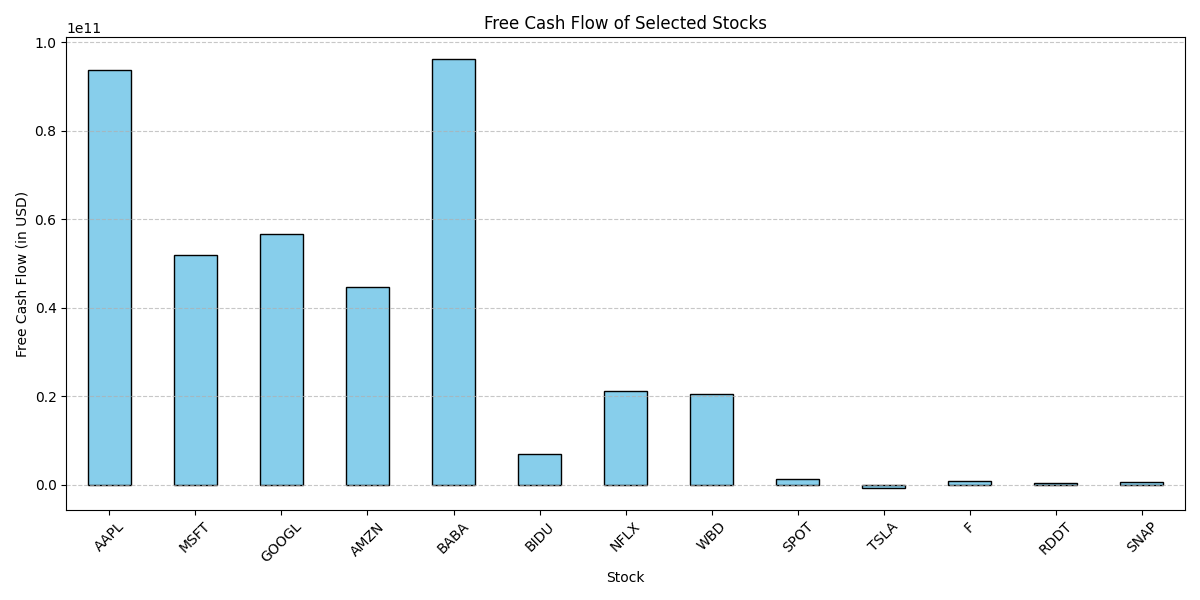 Free Cash Flow of Selected Stocks
1e11
1.0
0.8
0.6
0.4
0.2
0.0
Free Cash Flow (in USD)
AAPL
MSFT
GOOGL
AMZN
BABA
BIDU
NFLX
WBD
SPOT
TSLA
F
RDDT
SNAP
Stock